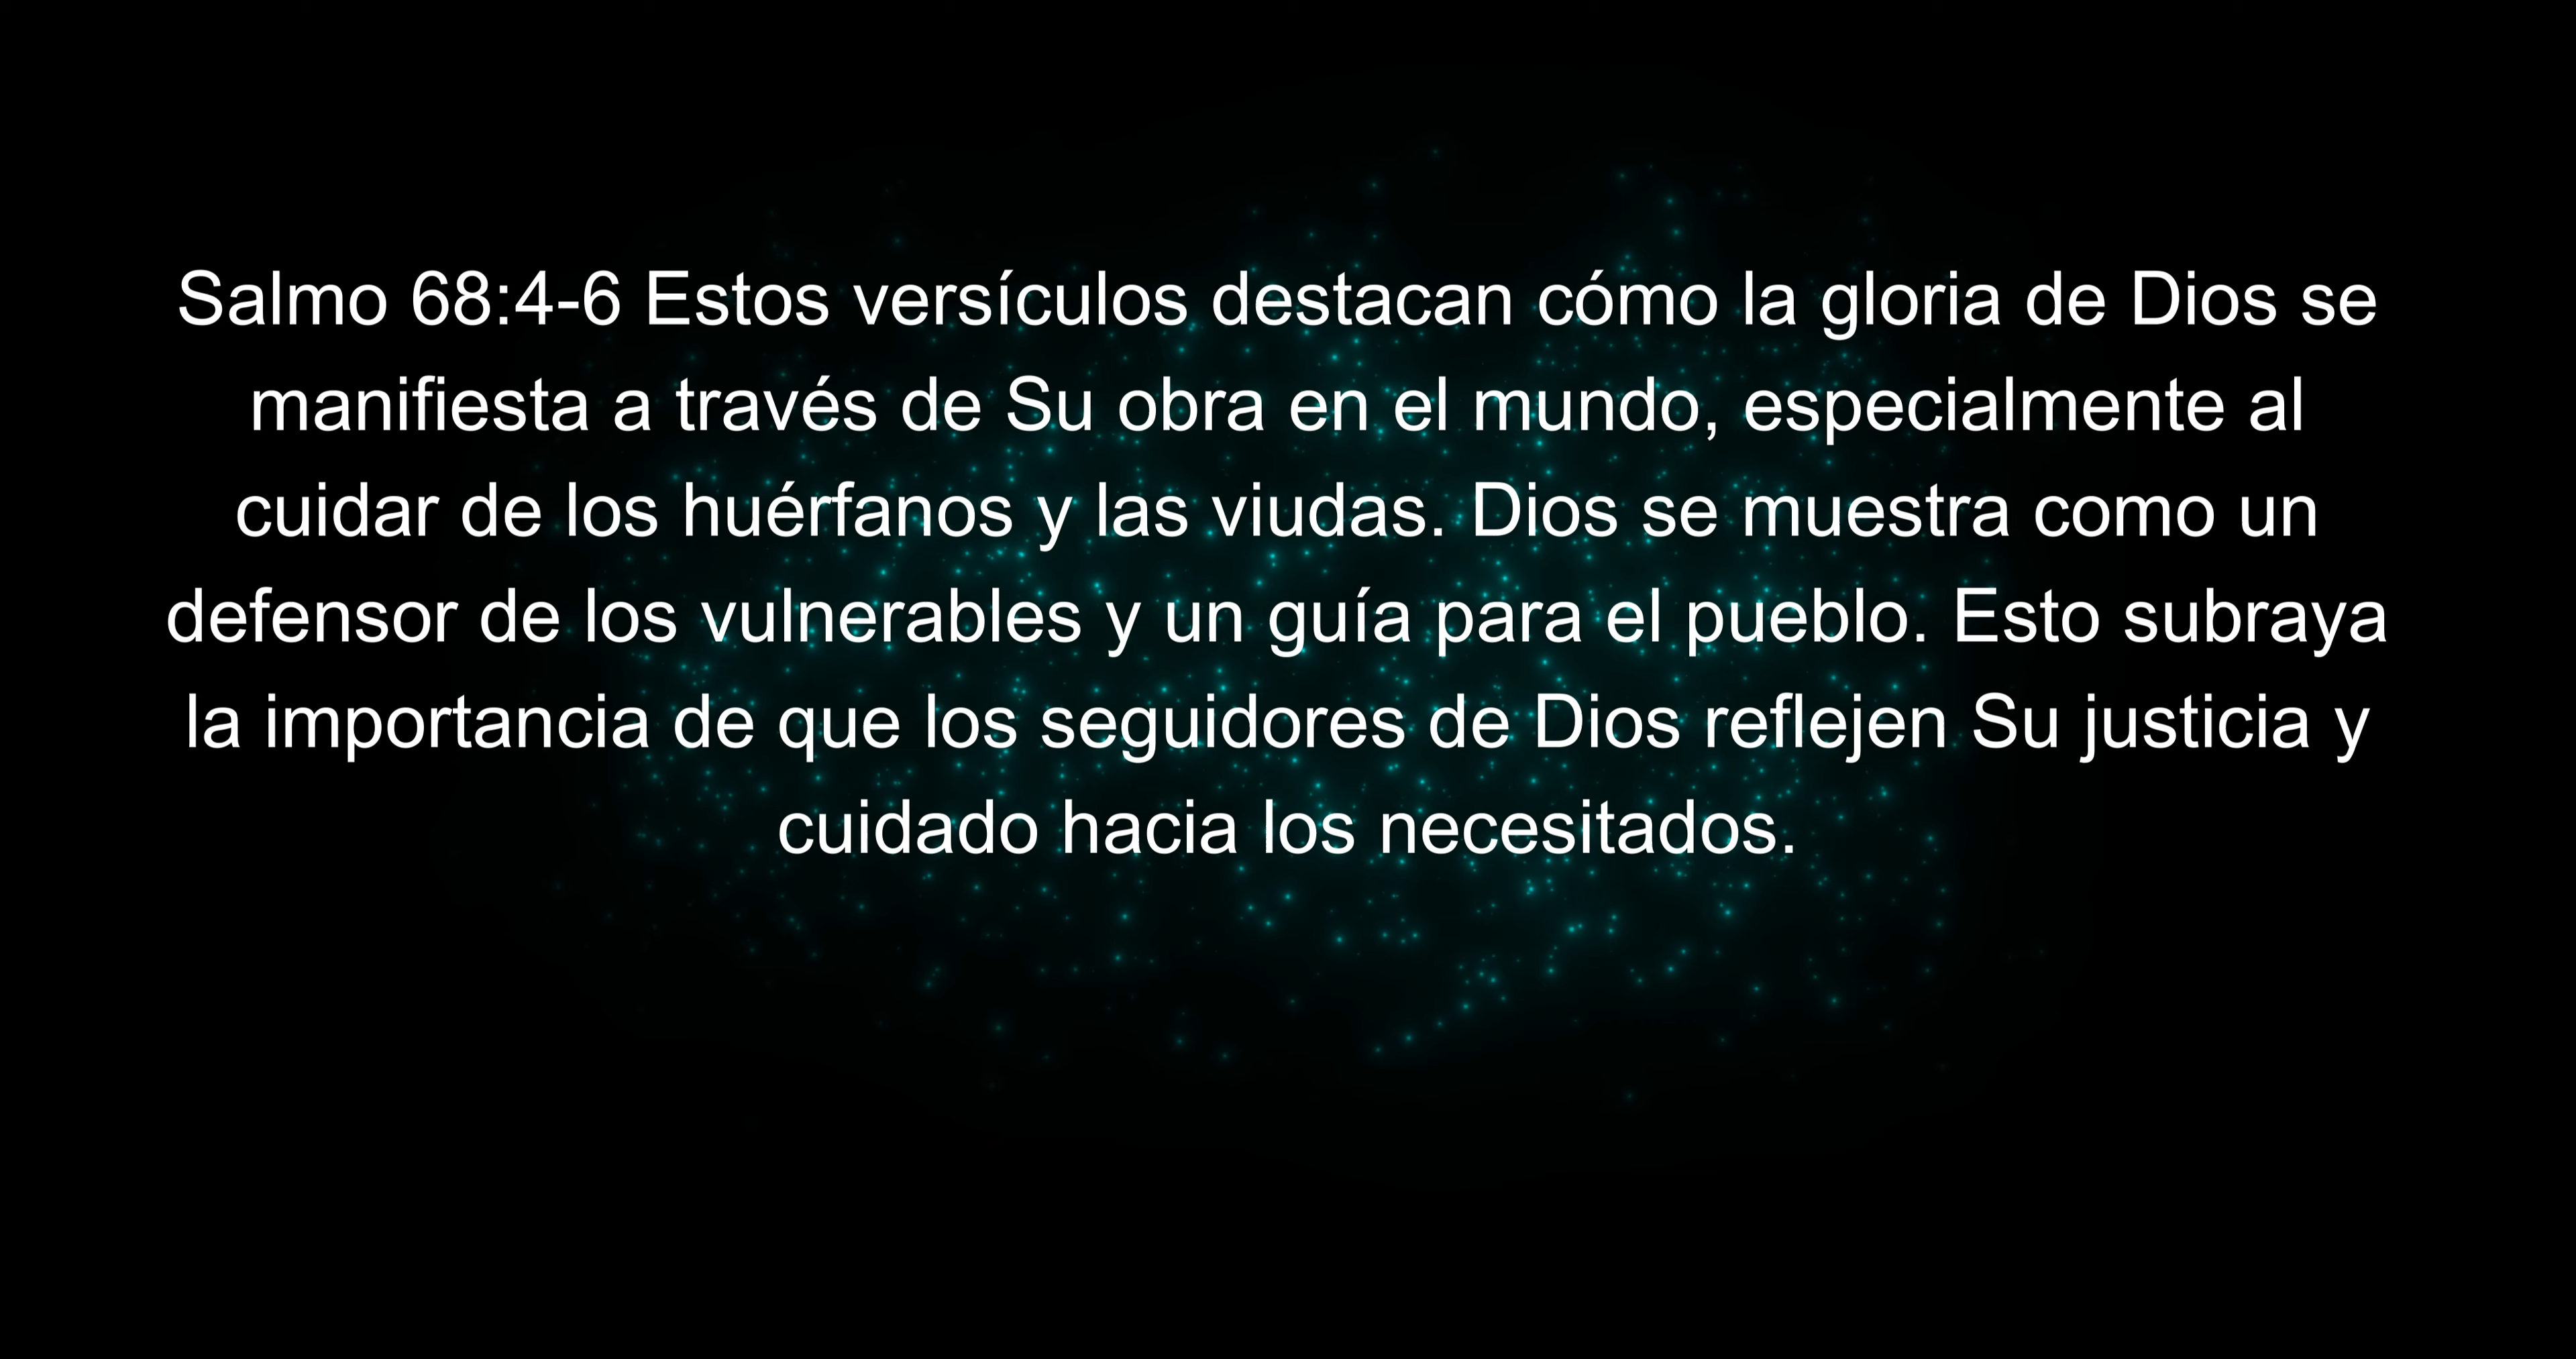 Salmo 68:4-6 Estos versículos destacan cómo la gloria de Dios se
manifiesta a través de Su obra en el mundo, especialmente al
cuidar de los huérfanos y las viudas. Dios se muestra como un
defensor de los vulnerables y un guía para el pueblo. Esto subraya
la importancia de que los seguidores de Dios reflejen Su justicia y
cuidado hacia los necesitados.